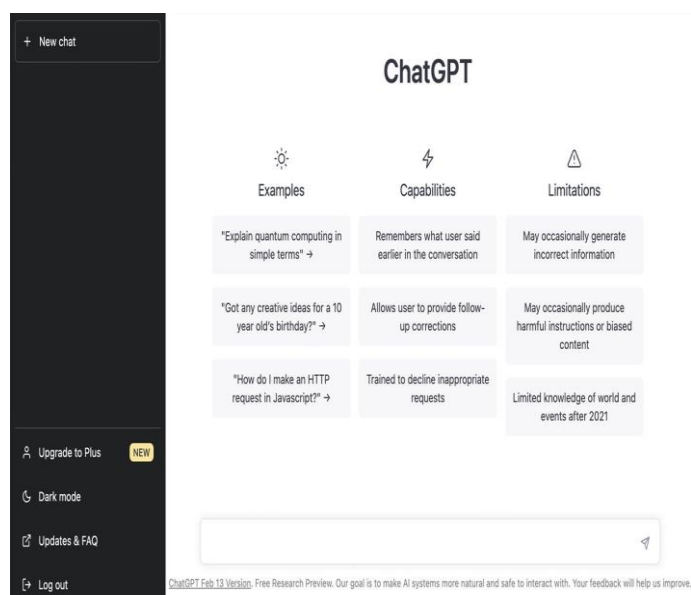 + New chat
Upgrade to Plus NEW
Dark mode
Updates & FAQ
Log out
ChatGPT
Examples
"Explain quantum computing in
simple terms" →
"Got any creative ideas for a 10
year old's birthday?" →
"How do I make an HTTP
request in Javascript?" →
Capabilities
Remembers what user said
earlier in the conversation
Allows user to provide follow-
up corrections
Trained to decline inappropriate
requests
Limitations
May occasionally generate
incorrect information
May occasionally produce
harmful instructions or biased
content
Limited knowledge of world and
events after 2021
ChatGPT Feb 13 Version. Free Research Preview. Our goal is to make AI systems more natural and safe to interact with. Your feedback will help us improve.